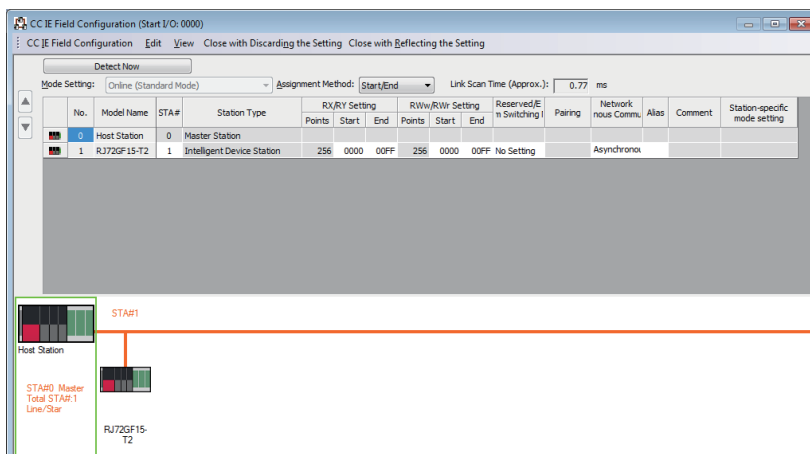 CC IE Field Configuration (Start I/O: 0000)
CC IE Field Configuration Edit View Close with Discarding the Setting Close with Reflecting the Setting
Detect Now
Mode Setting: Online (Standard Mode) Assignment Method: Start/End Link Scan Time (Approx.): 0.77 ms
No. Model Name STA# Station Type RX/RY Setting RWw/RWr Setting Reserved/E Pairing Network Alias Comment Station-specific
Points Start End Points Start End m Switching I nous Commu mode setting
0 Host Station 0 Master Station
1 RJ72GF15-T2 1 Intelligent Device Station 256 0000 00FF 256 0000 00FF No Setting Asynchronou
STA#1
Host Station
STA#0 Master
Total STA#:1
Line/Star
RJ72GF15-
T2